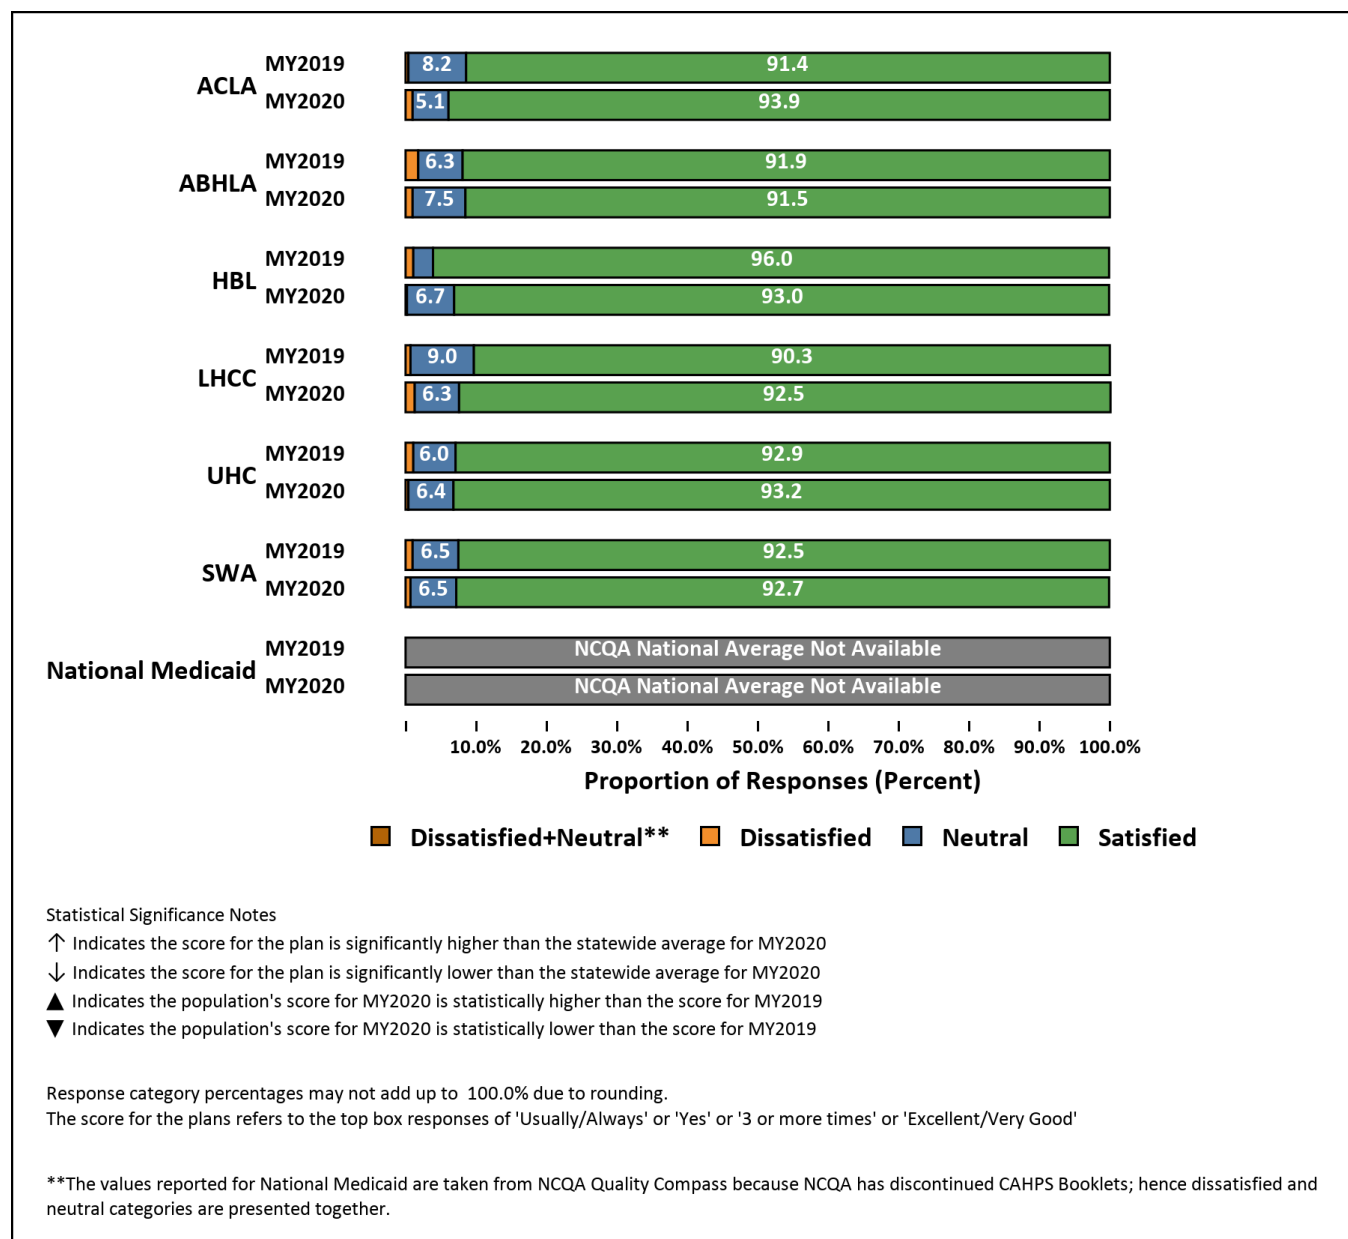 MY2019
8.2
91.4
ACLA
MY2020
5.1
93.9
MY2019
6.3
91.9
ABHLA
MY2020
7.5
91.5
MY2019
96.0
HBL
MY2020
6.7
93.0
MY2019
9.0
90.3
LHCC
MY2020
6.3
92.5
MY2019
6.0
92.9
UHC
MY2020
6.4
93.2
MY2019
6.5
92.5
SWA
MY2020
6.5
92.7
MY2019
NCQA National Average Not Available
National Medicaid
MY2020
NCQA National Average Not Available
10.0% 20.0% 30.0% 40.0% 50.0% 60.0% 70.0% 80.0% 90.0% 100.0%
Proportion of Responses (Percent)
Dissatisfied+Neutral** Dissatisfied Neutral Satisfied
Statistical Significance Notes
↑ Indicates the score for the plan is significantly higher than the statewide average for MY2020
↓ Indicates the score for the plan is significantly lower than the statewide average for MY2020
▲ Indicates the population's score for MY2020 is statistically higher than the score for MY2019
▼ Indicates the population's score for MY2020 is statistically lower than the score for MY2019
Response category percentages may not add up to 100.0% due to rounding.
The score for the plans refers to the top box responses of 'Usually/Always' or 'Yes' or '3 or more times' or 'Excellent/Very Good'
**The values reported for National Medicaid are taken from NCQA Quality Compass because NCQA has discontinued CAHPS Booklets; hence dissatisfied and
neutral categories are presented together.